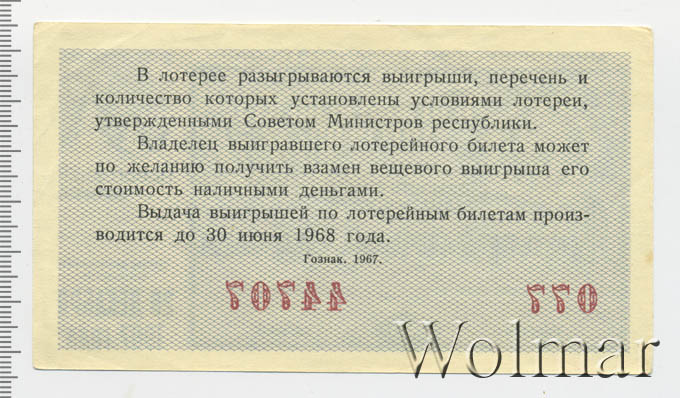 В лотерее разыгрываются выигрыши, перечень и
количество которых установлены условиями лотереи,
утвержденными Советом Министров республики.
Владелец выигравшего лотерейного билета может
по желанию получить взамен вещевого выигрыша его
стоимость наличными деньгами.
Выдача выигрышей по лотерейным билетам произ-
водится до 30 июня 1968 года.
Гознак. 1967.
44707 077
Wolmar